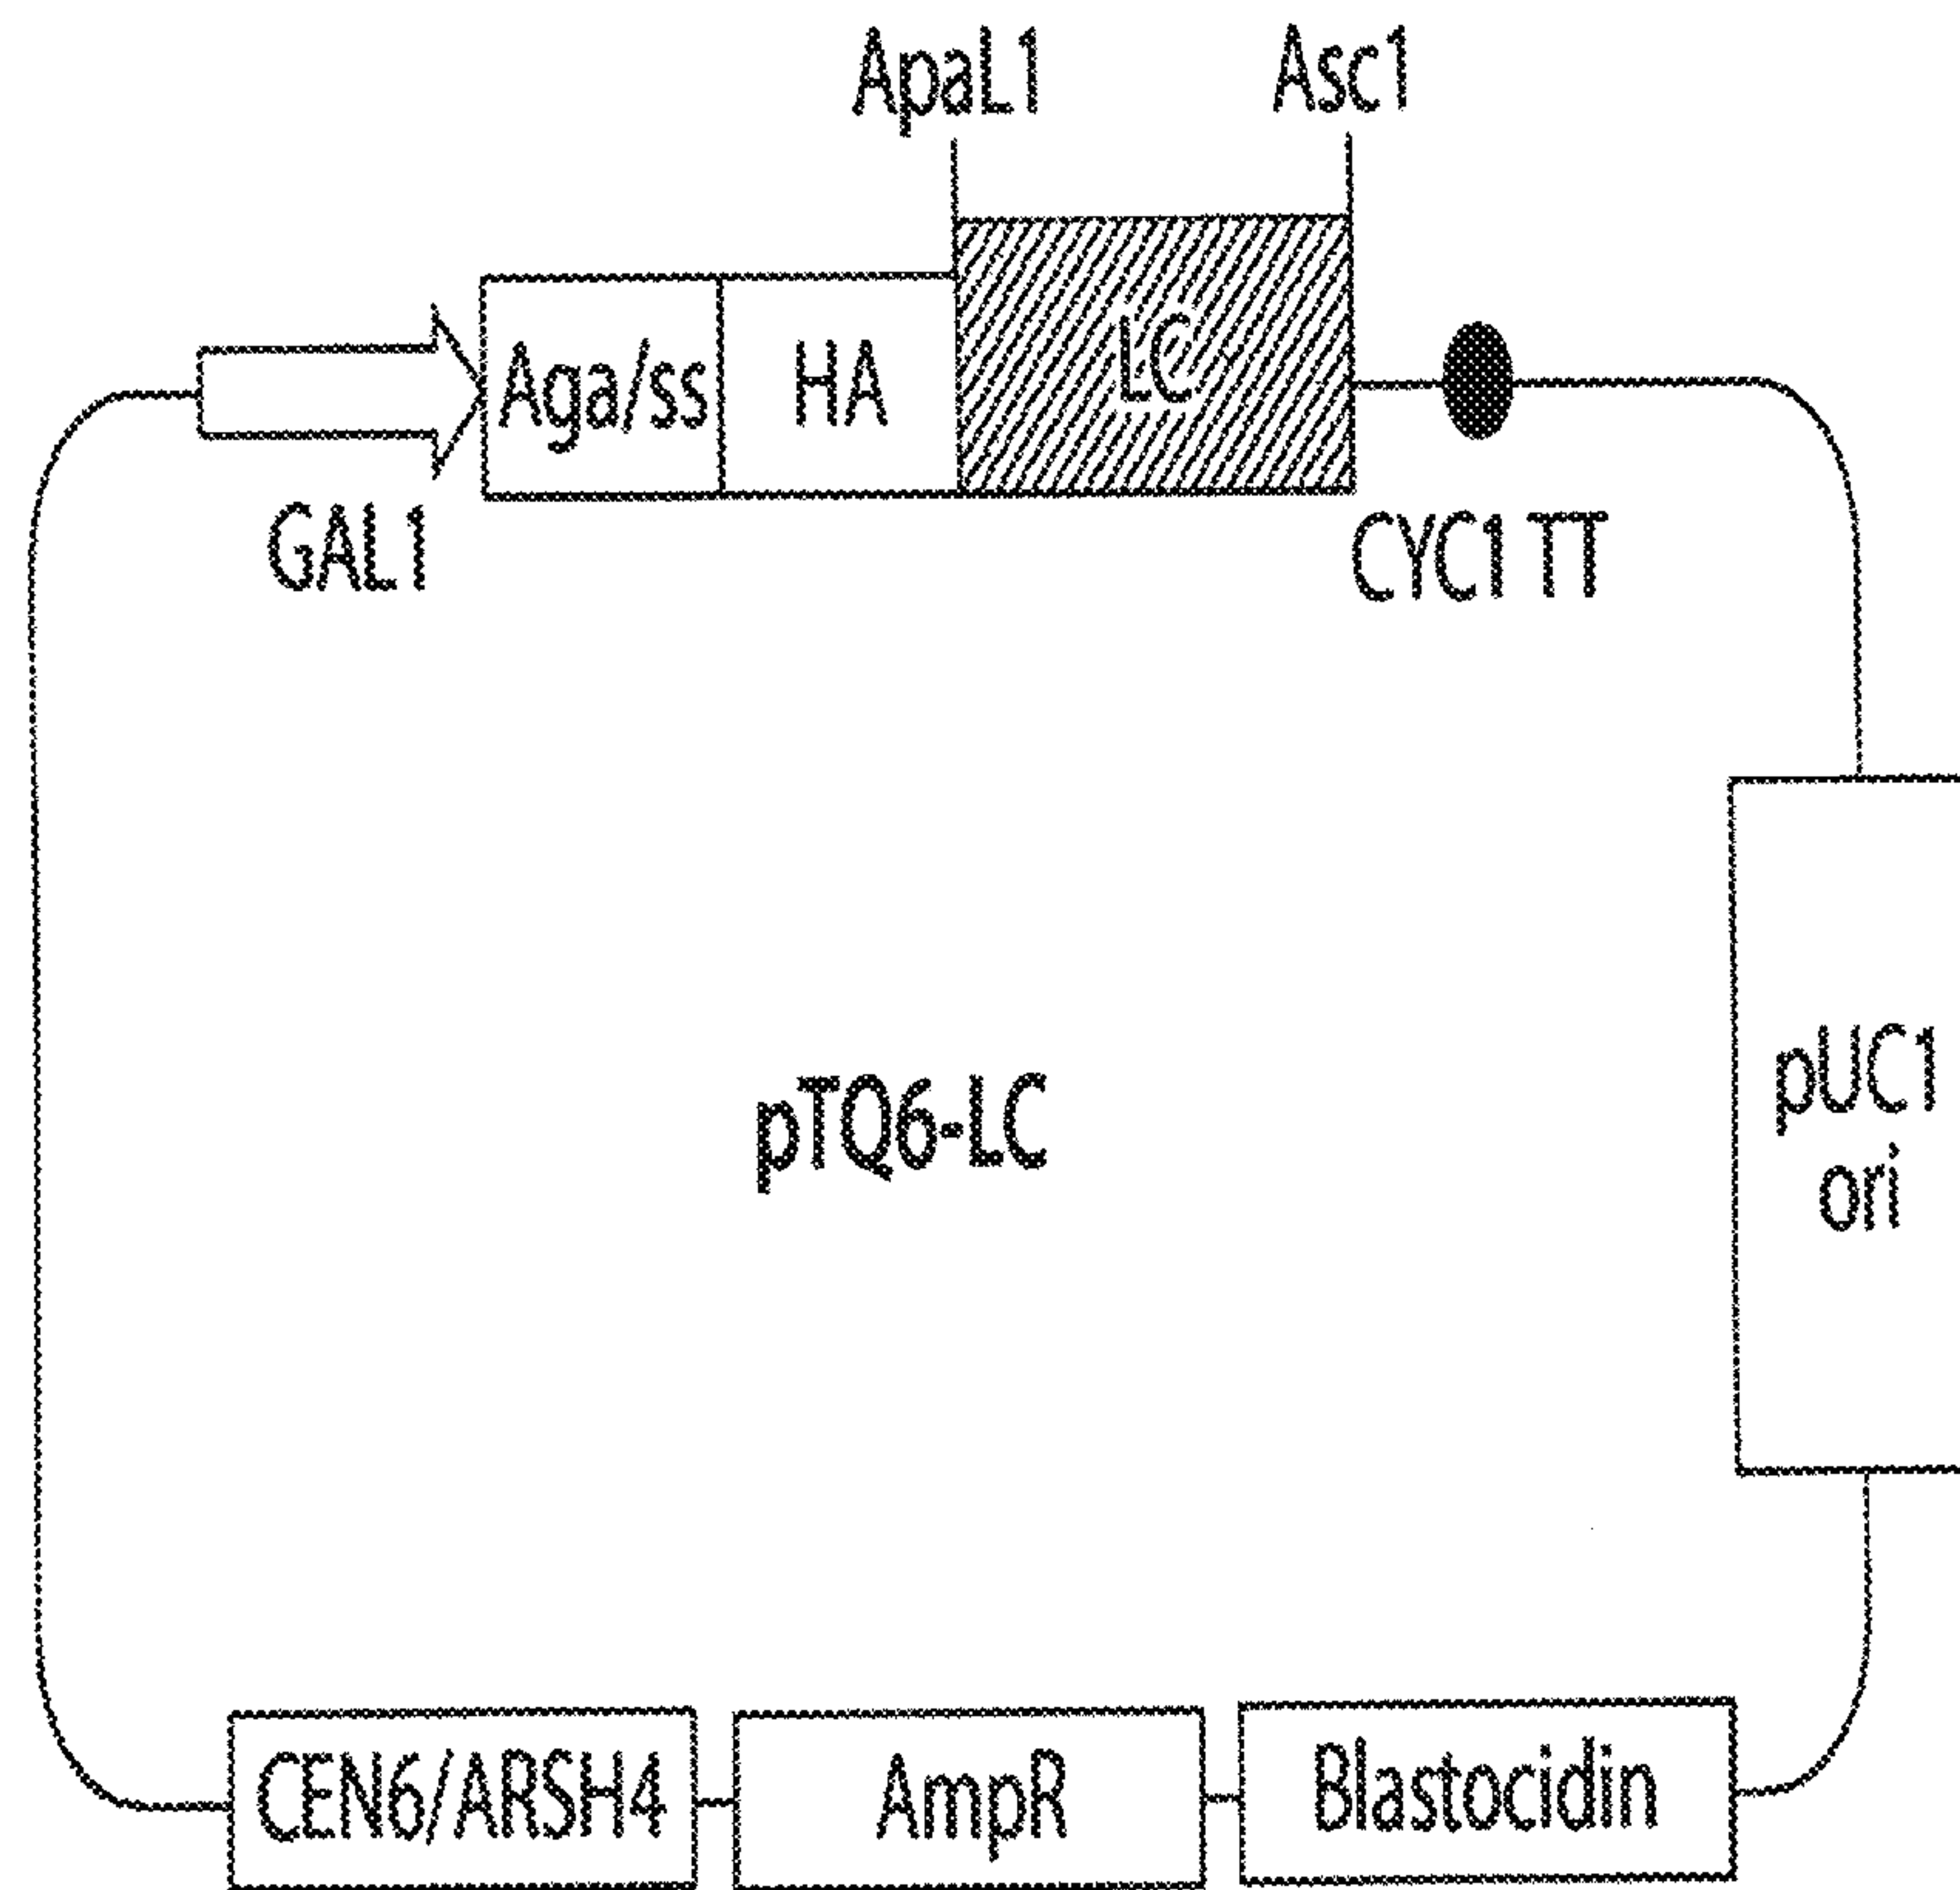 ApaL1
Asc1
Aga/ss
HA
LC
GAL1
CYC1 TT
pUC1
ori
pTQ6-LC
CEN6/ARSH4
AmpR
Blastocidin